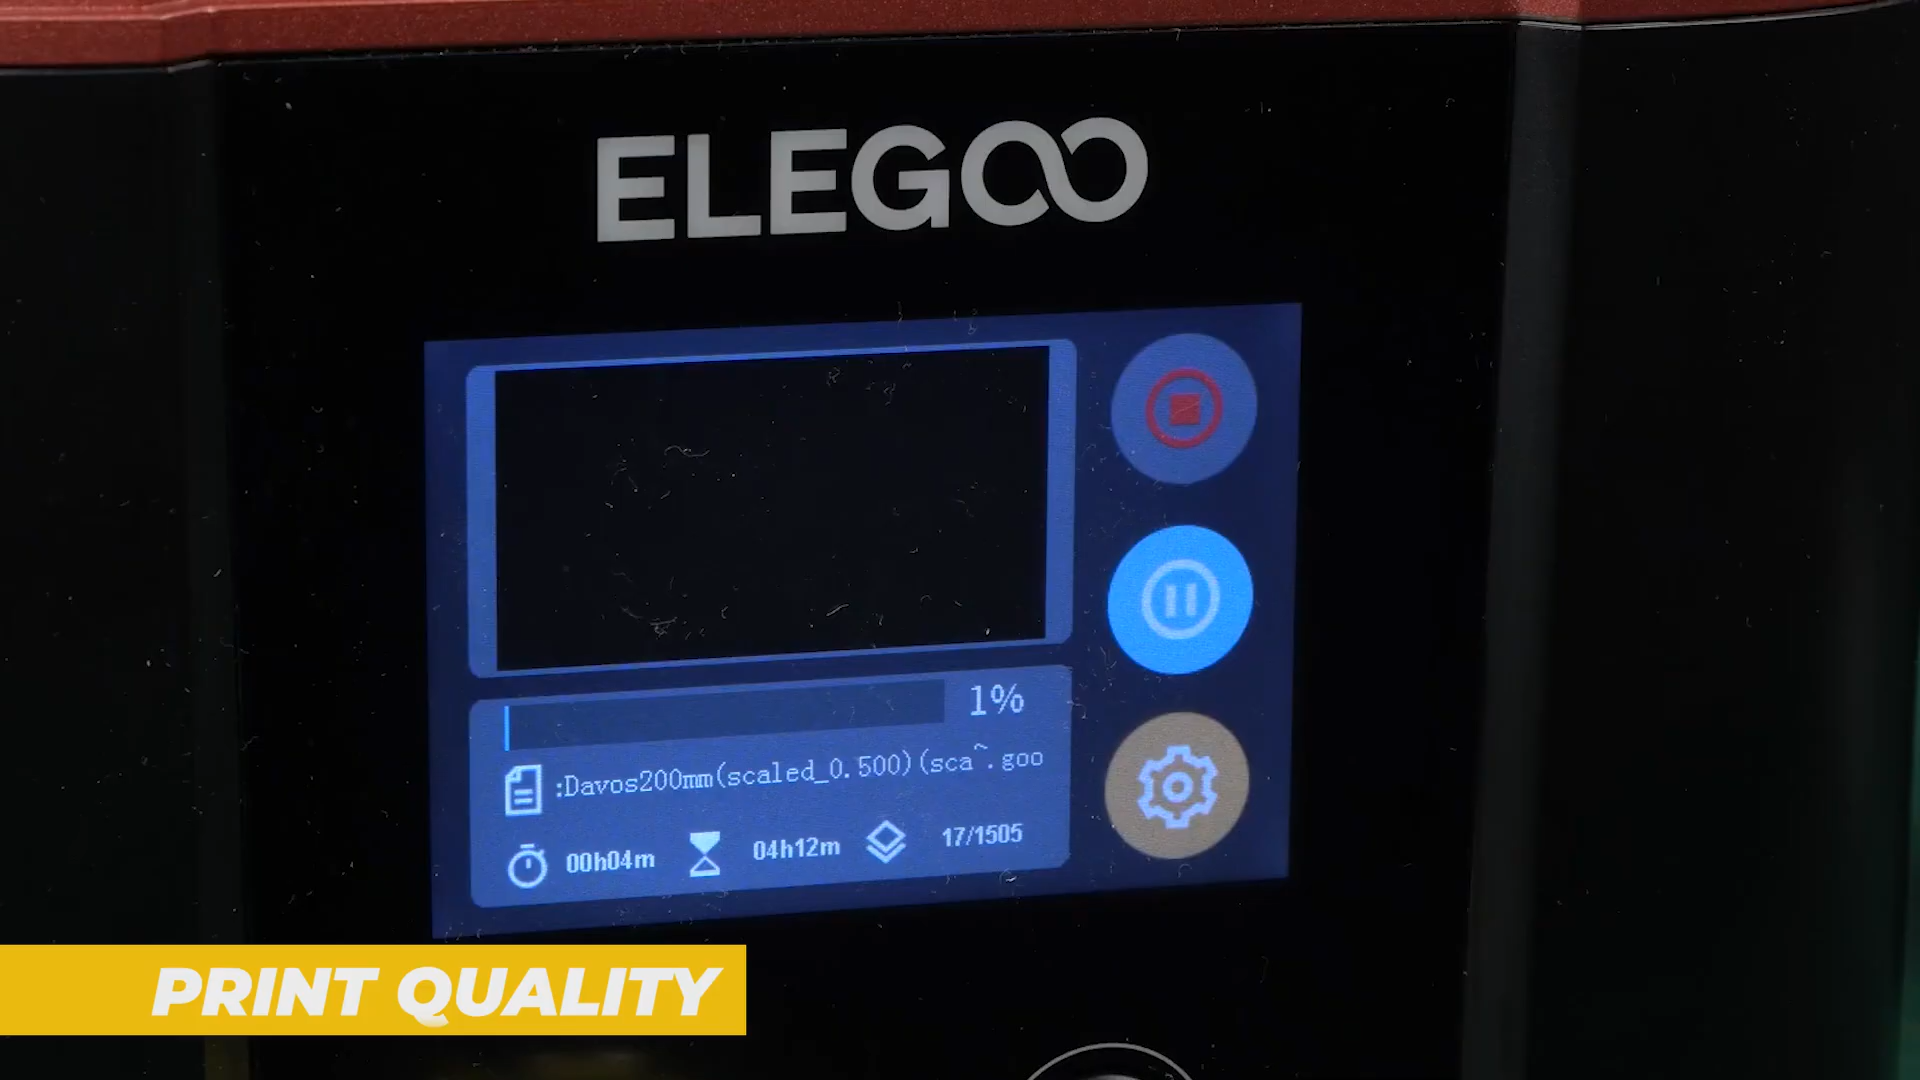 ELEGOO
1%
:Davos200mm(scaled_0.500)(sca~.goo
00h04m 04h12m 17/1505
PRINT QUALITY